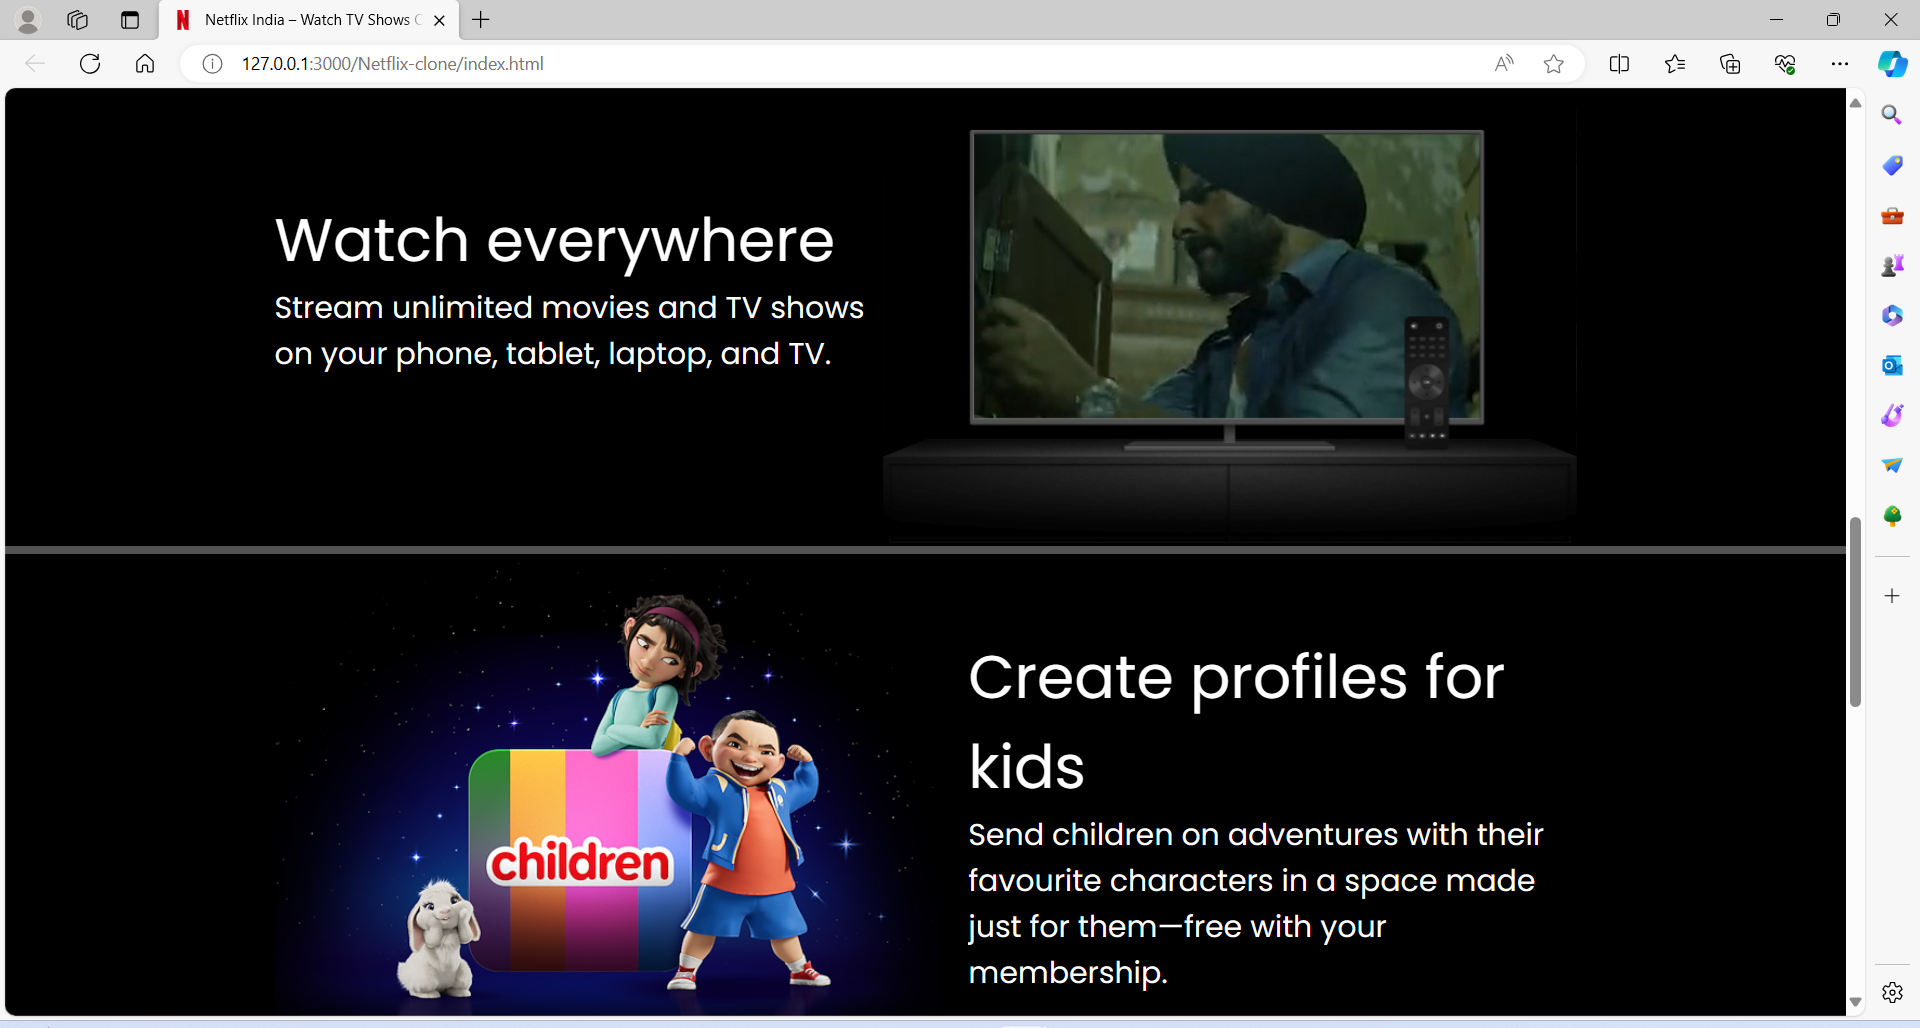 Netflix India – Watch TV Shows
127.0.0.1:3000/Netflix-clone/index.html
Watch everywhere
Stream unlimited movies and TV shows
on your phone, tablet, laptop, and TV.
children
Create profiles for
kids
Send children on adventures with their
favourite characters in a space made
just for them—free with your
membership.